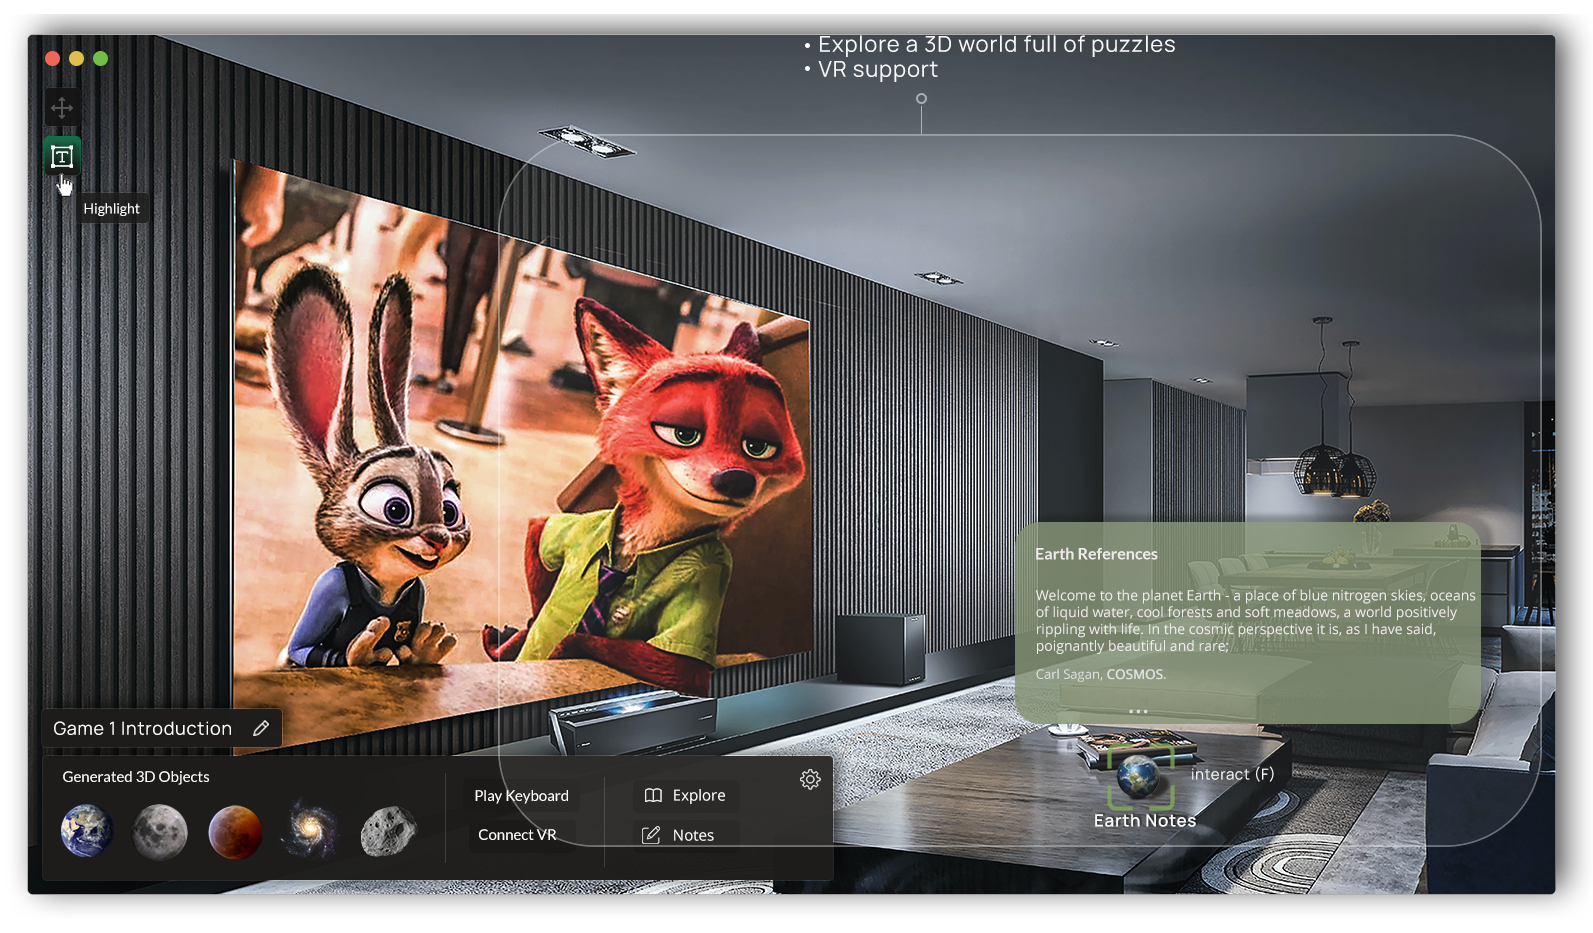 • Explore a 3D world full of puzzles
• VR support
T
Highlight
Earth References
Welcome to the planet Earth - a place of blue nitrogen skies, oceans
of liquid water, cool forests and soft meadows, a world positively
rippling with life. In the cosmic perspective it is, as I have said,
poignantly beautiful and rare;
Carl Sagan, COSMOS.
...
interact (F)
Earth Notes
Game 1 Introduction
Generated 3D Objects
Play Keyboard
Connect VR
Explore
Notes